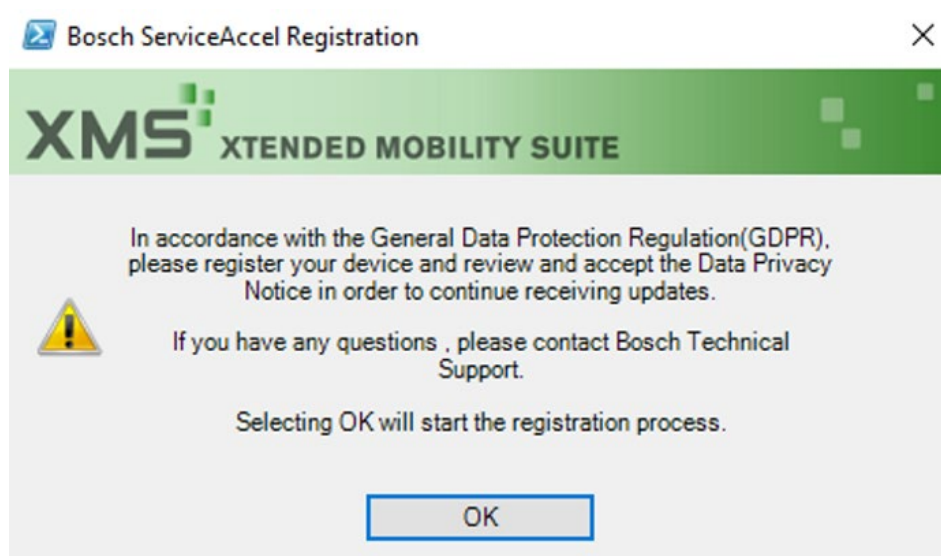 Bosch ServiceAccel Registration
XMS XTENDED MOBILITY SUITE
In accordance with the General Data Protection Regulation(GDPR),
please register your device and review and accept the Data Privacy
Notice in order to continue receiving updates.
If you have any questions , please contact Bosch Technical
Support.
Selecting OK will start the registration process.
OK